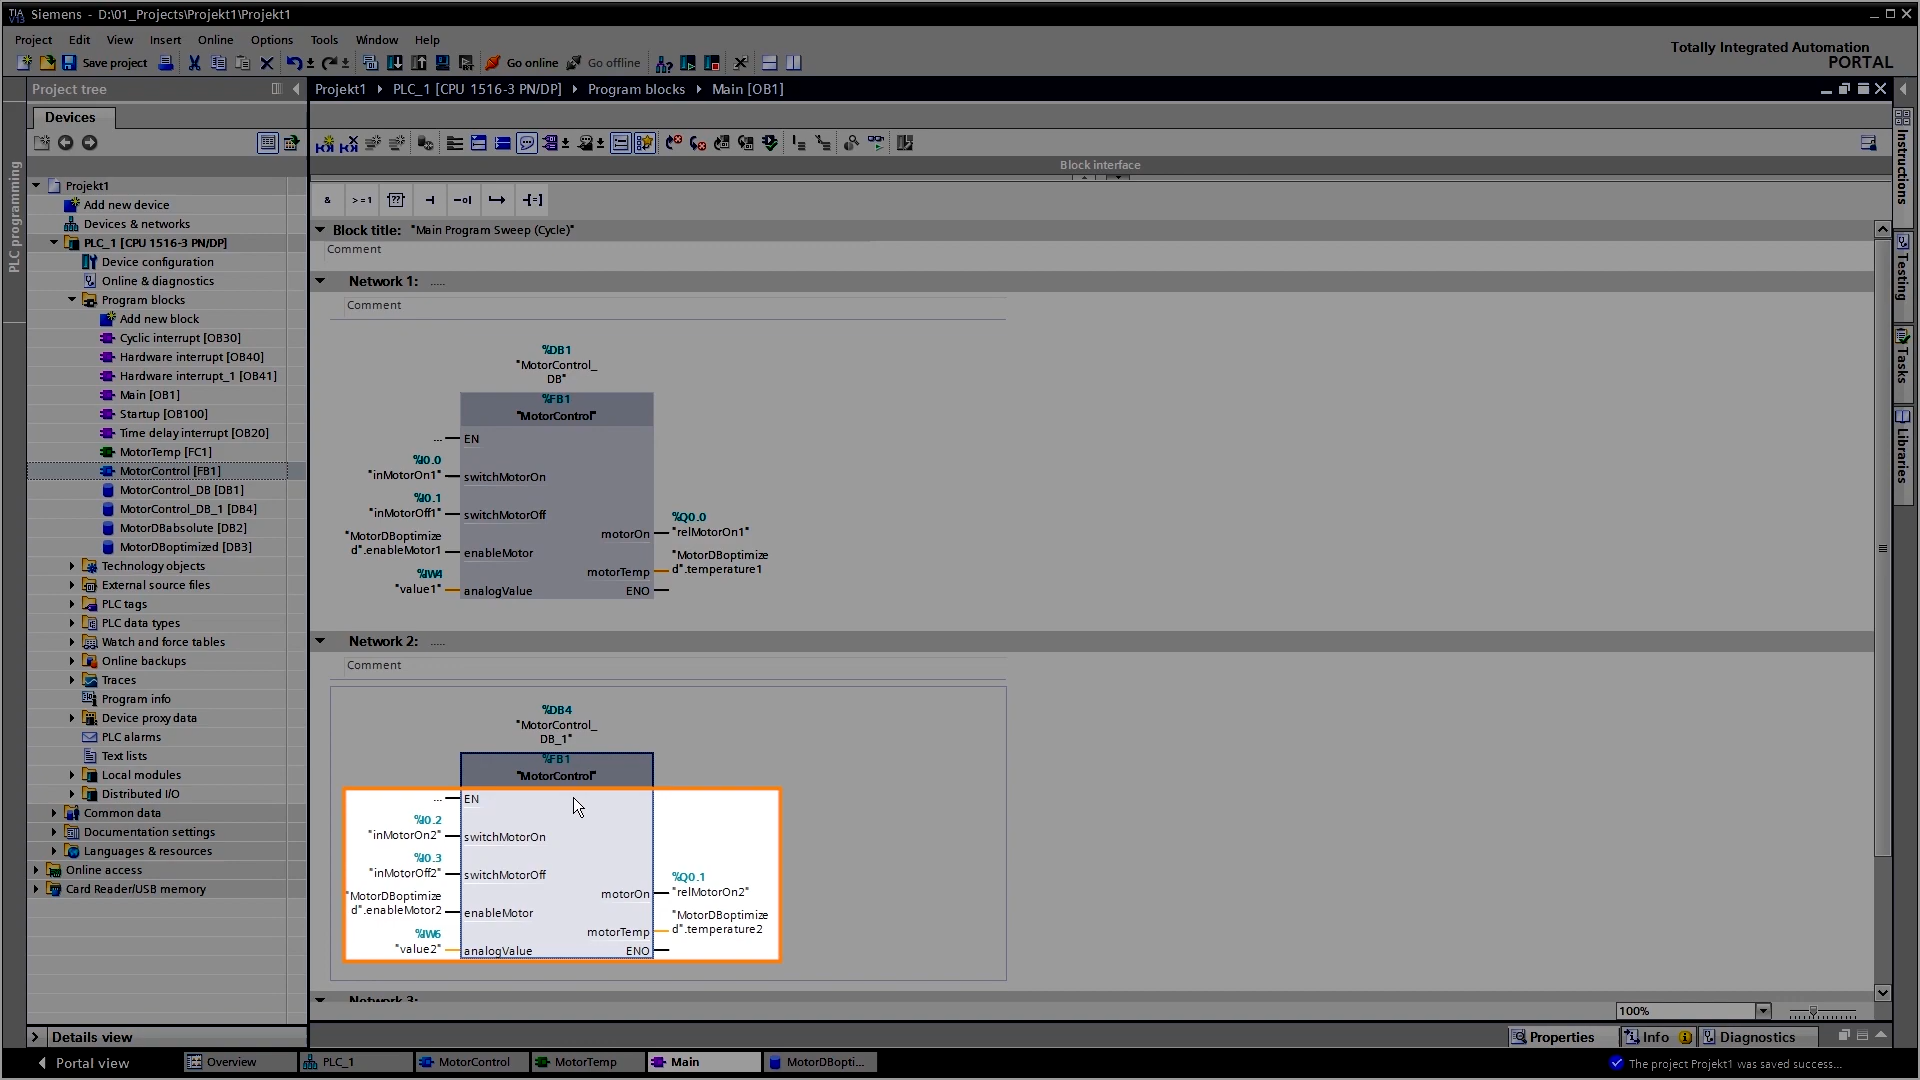 TIA V13 Siemens - D:\01_Projects\Projekt1\Projekt1
Project Edit View Insert Online Options Tools Window Help
Totally Integrated Automation
PORTAL
Save project Go online Go offline
Project tree
Projekt1 PLC_1 [CPU 1516-3 PN/DP] Program blocks Main [OB1]
Devices
PLC programming
Projekt1
Add new device
Devices & networks
PLC_1 [CPU 1516-3 PN/DP]
Device configuration
Online & diagnostics
Program blocks
Add new block
Cyclic interrupt [OB30]
Hardware interrupt [OB40]
Hardware interrupt_1 [OB41]
Main [OB1]
Startup [OB100]
Time delay interrupt [OB20]
MotorTemp [FC1]
MotorControl [FB1]
MotorControl_DB [DB1]
MotorControl_DB_1 [DB4]
MotorDBabsolute [DB2]
MotorDBoptimized [DB3]
Technology objects
External source files
PLC tags
PLC data types
Watch and force tables
Online backups
Traces
Program info
Device proxy data
PLC alarms
Text lists
Local modules
Distributed I/O
Common data
Documentation settings
Languages & resources
Online access
Card Reader/USB memory
Details view
Block interface
& >=1 ?? -| -o| -[=]
Block title: "Main Program Sweep (Cycle)"
Comment
Network 1: .....
Comment
%DB1
"MotorControl_
DB"
%FB1
"MotorControl"
... EN
%I0.0
"inMotorOn1" switchMotorOn
%I0.1
"inMotorOff1" switchMotorOff
"MotorDBoptimize
d".enableMotor1 enableMotor
%IW4
"value1" analogValue
%Q0.0
motorOn "relMotorOn1"
"MotorDBoptimize
motorTemp d".temperature1
ENO
Network 2: .....
Comment
%DB4
"MotorControl_
DB_1"
%FB1
"MotorControl"
... EN
%I0.2
"inMotorOn2" switchMotorOn
%I0.3
"inMotorOff2" switchMotorOff
"MotorDBoptimize
d".enableMotor2 enableMotor
%IW6
"value2" analogValue
%Q0.1
motorOn "relMotorOn2"
"MotorDBoptimize
motorTemp d".temperature2
ENO
Network 3:
100%
Instructions
Testing
Tasks
Libraries
Properties Info Diagnostics
Portal view Overview PLC_1 MotorControl MotorTemp Main MotorDBopti...
The project Projekt1 was saved success...